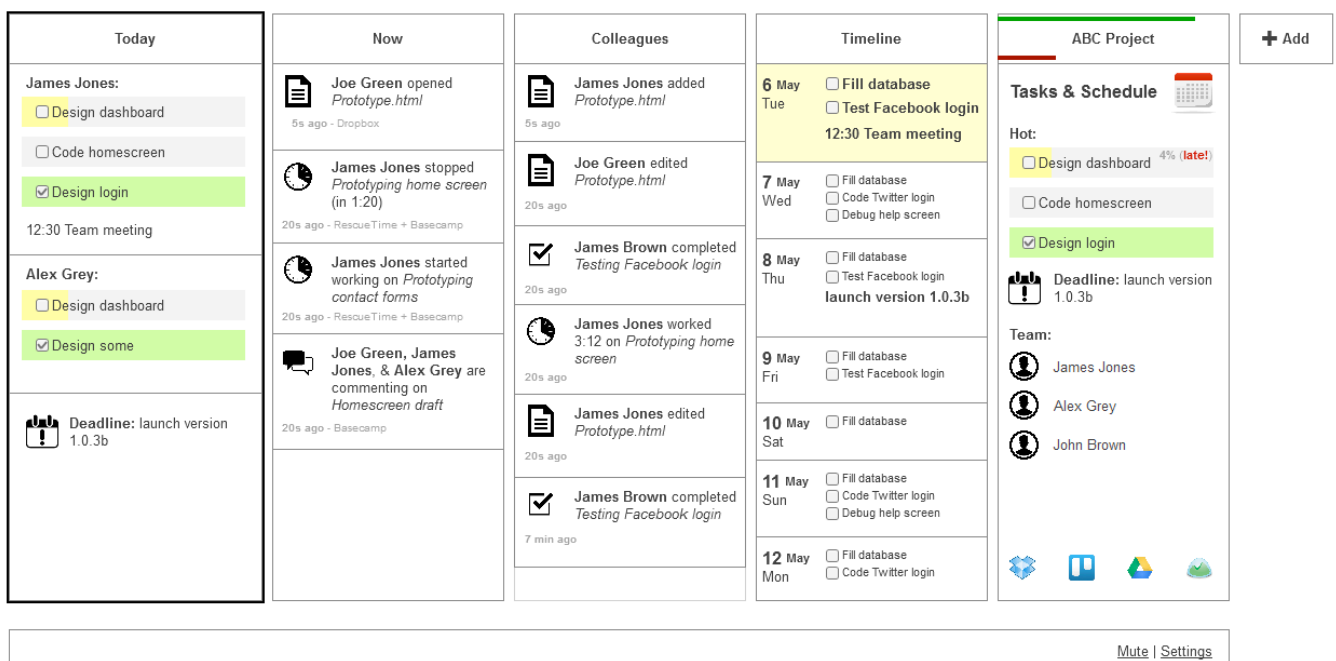 Today
James Jones:
Design dashboard
Code homescreen
Design login
12:30 Team meeting
Alex Grey:
Design dashboard
Design some
Deadline: launch version
1.0.3b
Now
Joe Green opened
Prototype.html
5s ago - Dropbox
James Jones stopped
Prototyping home screen
(in 1:20)
20s ago - RescueTime + Basecamp
James Jones started
working on Prototyping
contact forms
20s ago - RescueTime + Basecamp
Joe Green, James
Jones, & Alex Grey are
commenting on
Homescreen draft
20s ago - Basecamp
Colleagues
James Jones added
Prototype.html
5s ago
Joe Green edited
Prototype.html
20s ago
James Brown completed
Testing Facebook login
20s ago
James Jones worked
3:12 on Prototyping home
screen
20s ago
James Jones edited
Prototype.html
20s ago
James Brown completed
Testing Facebook login
7 min ago
Timeline
6 May
Tue
Fill database
Test Facebook login
12:30 Team meeting
7 May
Wed
Fill database
Code Twitter login
Debug help screen
8 May
Thu
Fill database
Test Facebook login
launch version 1.0.3b
9 May
Fri
Fill database
Test Facebook login
10 May
Sat
Fill database
11 May
Sun
Fill database
Code Twitter login
Debug help screen
12 May
Mon
Fill database
Code Twitter login
ABC Project
Tasks & Schedule
Hot:
Design dashboard 4% (late!)
Code homescreen
Design login
Deadline: launch version
1.0.3b
Team:
James Jones
Alex Grey
John Brown
Add
Mute | Settings